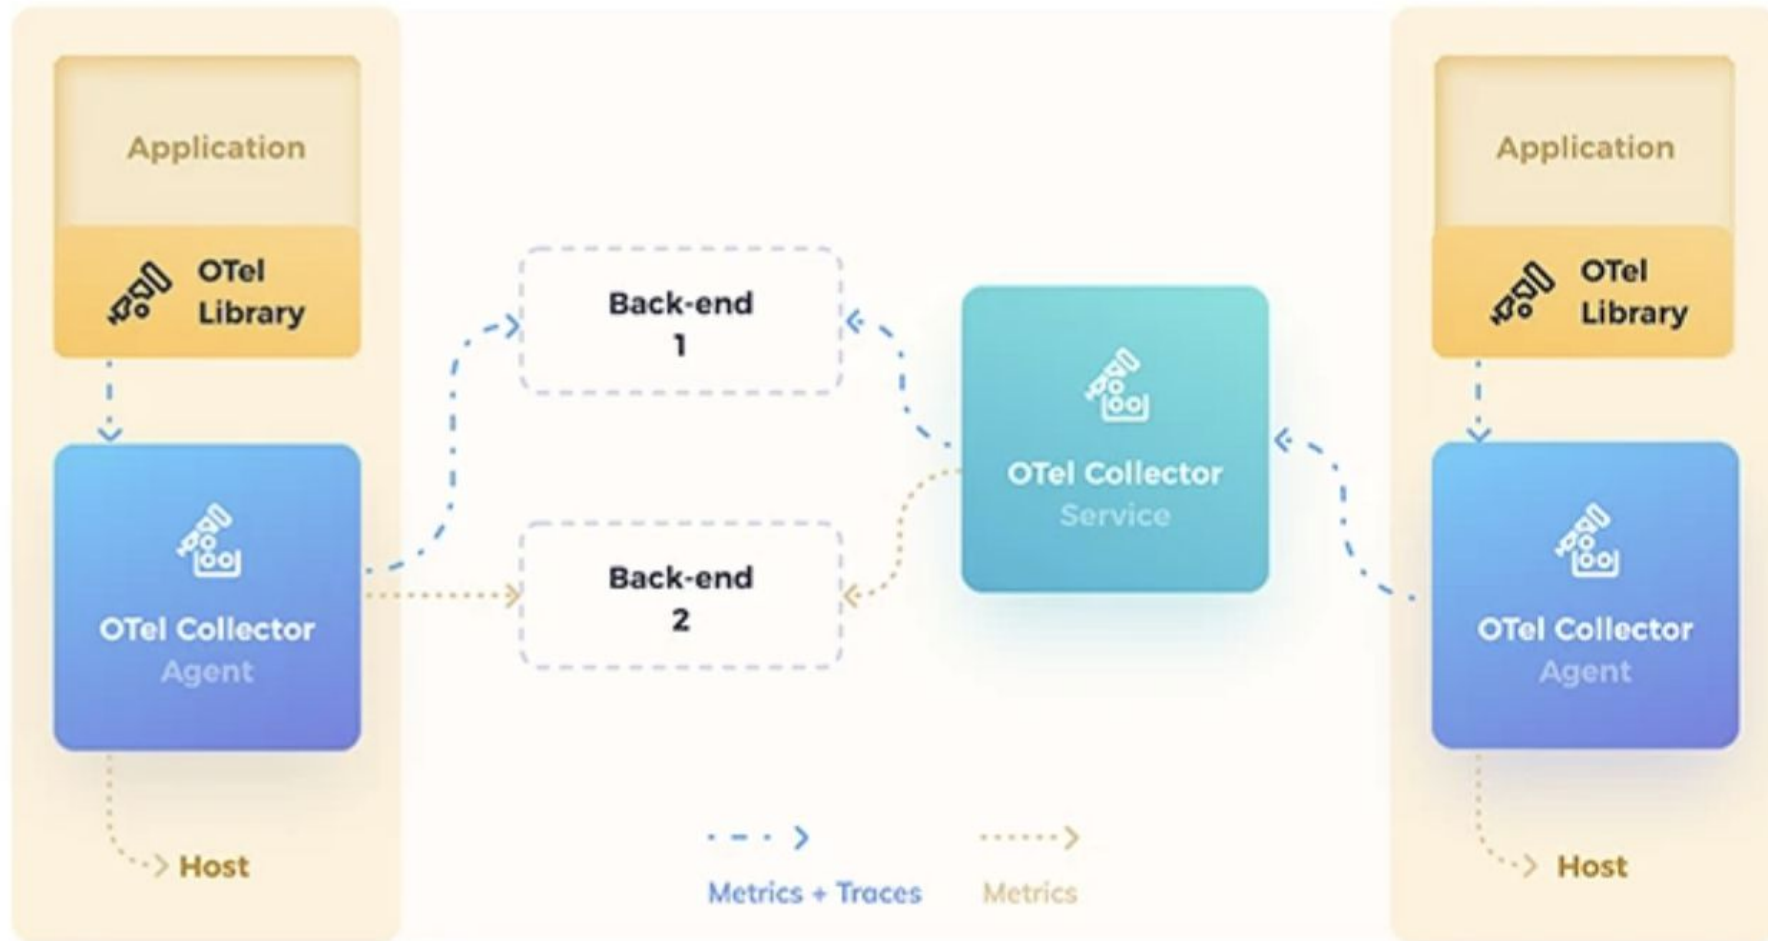 Application
OTel
Library
OTel Collector
Agent
Host
Back-end
1
Back-end
2
OTel Collector
Service
Metrics + Traces
Metrics
Application
OTel
Library
OTel Collector
Agent
Host